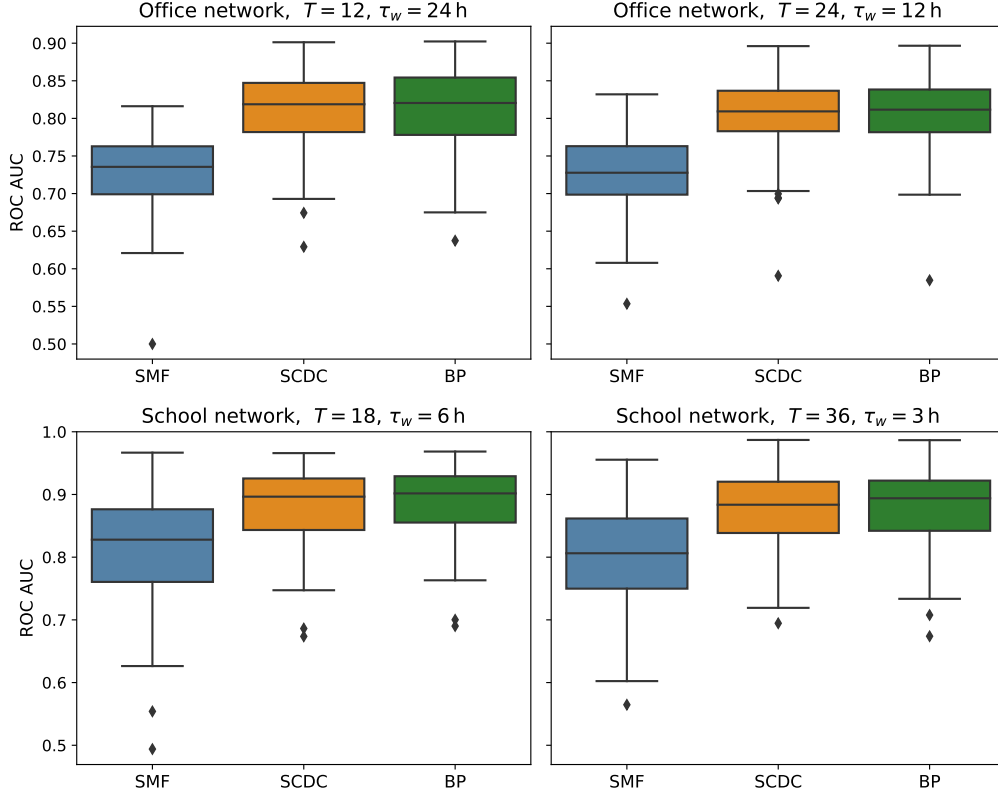 Office network, T = 12, τw = 24 h
Office network, T = 24, τw = 12 h
ROC AUC
0.90
0.85
0.80
0.75
0.70
0.65
0.60
0.55
0.50
SMF SCDC BP
SMF SCDC BP
School network, T = 18, τw = 6 h
School network, T = 36, τw = 3 h
ROC AUC
1.0
0.9
0.8
0.7
0.6
0.5
SMF SCDC BP
SMF SCDC BP